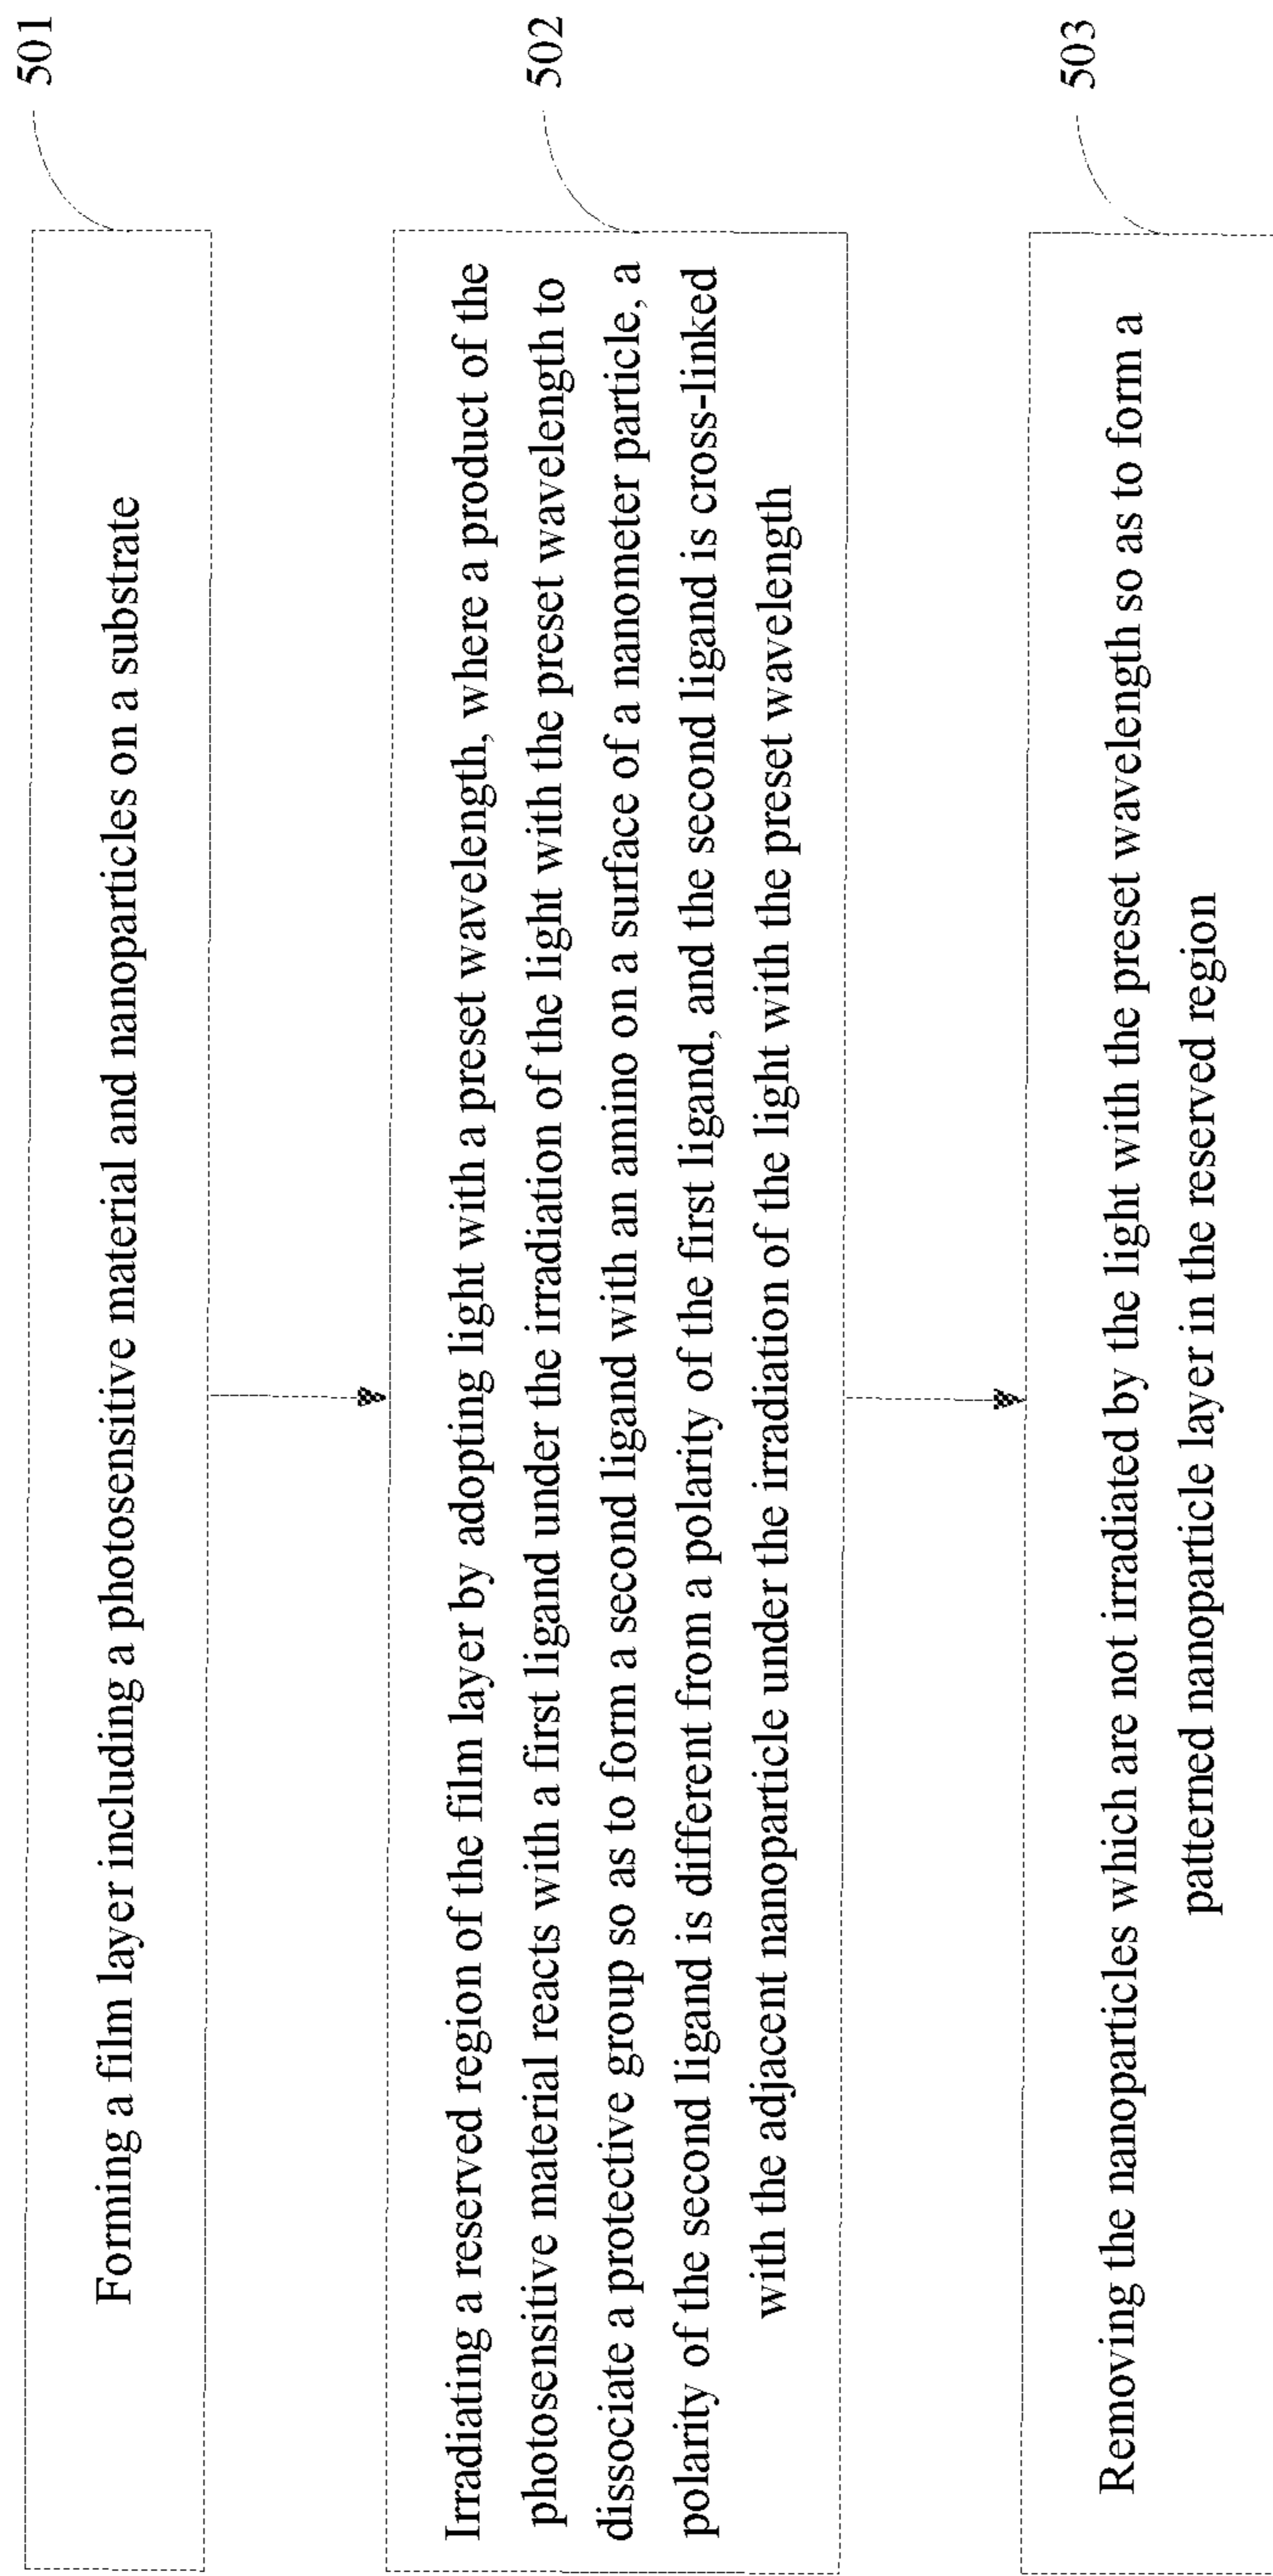 501
Forming a film layer including a photosensitive material and nanoparticles on a substrate
502
Irradiating a reserved region of the film layer by adopting light with a preset wavelength, where a product of the
photosensitive material reacts with a first ligand under the irradiation of the light with the preset wavelength to
dissociate a protective group so as to form a second ligand with an amino on a surface of a nanometer particle, a
polarity of the second ligand is different from a polarity of the first ligand, and the second ligand is cross-linked
with the adjacent nanoparticle under the irradiation of the light with the preset wavelength
503
Removing the nanoparticles which are not irradiated by the light with the preset wavelength so as to form a
patterned nanoparticle layer in the reserved region